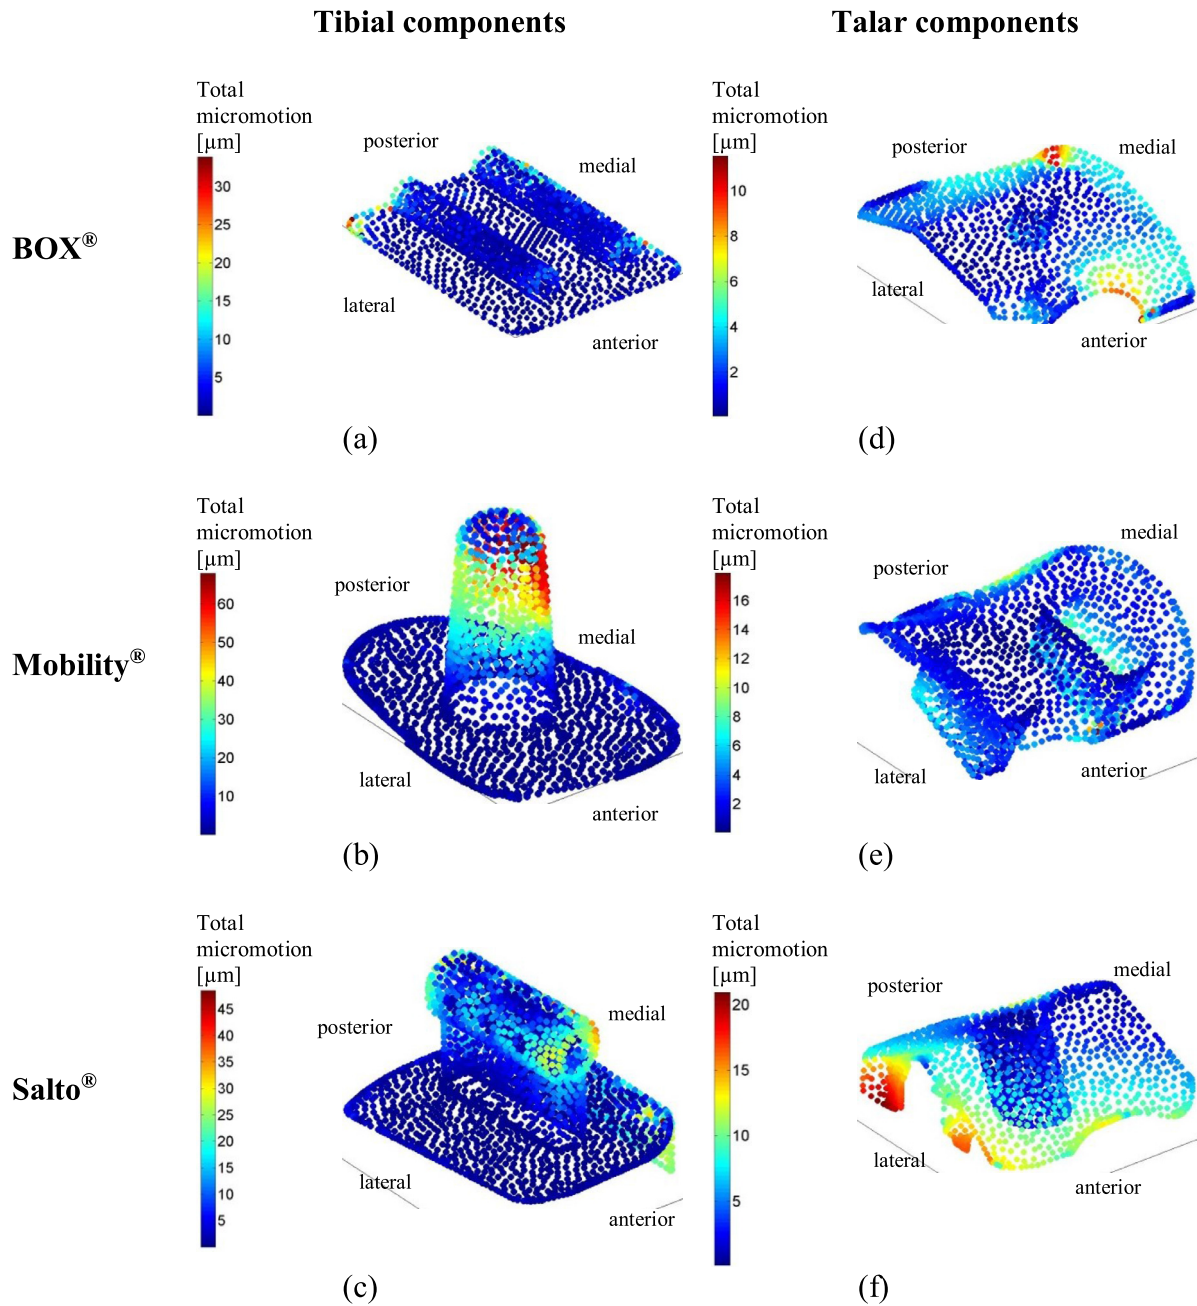 Tibial components
Talar components
BOX®
Total
micromotion
[µm]
30
25
20
15
10
5
posterior
medial
lateral
anterior
(a)
Total
micromotion
[µm]
10
8
6
4
2
posterior
medial
lateral
anterior
(d)
Mobility®
Total
micromotion
[µm]
60
50
40
30
20
10
posterior
medial
lateral
anterior
(b)
Total
micromotion
[µm]
16
14
12
10
8
6
4
2
posterior
medial
lateral
anterior
(e)
Salto®
Total
micromotion
[µm]
45
40
35
30
25
20
15
10
5
posterior
medial
lateral
anterior
(c)
Total
micromotion
[µm]
20
15
10
5
posterior
medial
lateral
anterior
(f)